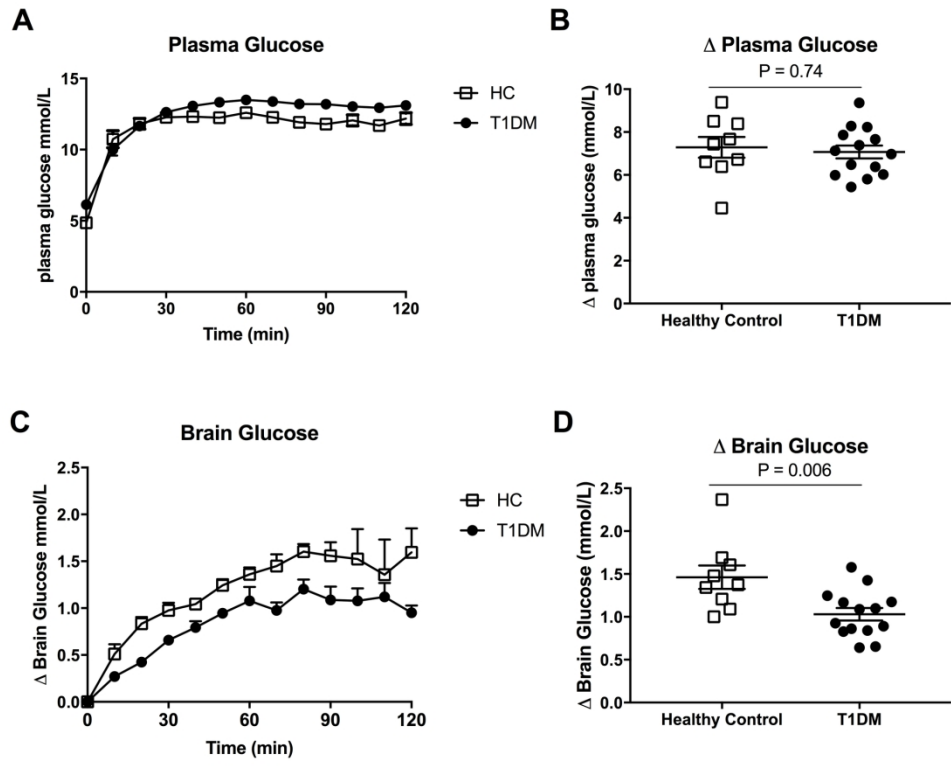 A
Plasma Glucose
plasma glucose mmol/L
15
10
5
0
0 30 60 90 120
Time (min)
HC
T1DM
B
Δ Plasma Glucose
P = 0.74
Δ plasma glucose (mmol/L)
10
8
6
4
2
0
Healthy Control T1DM
C
Brain Glucose
Δ Brain Glucose mmol/L
2.5
2.0
1.5
1.0
0.5
0.0
0 30 60 90 120
Time (min)
HC
T1DM
D
Δ Brain Glucose
P = 0.006
Δ Brain Glucose (mmol/L)
2.5
2.0
1.5
1.0
0.5
0.0
Healthy Control T1DM